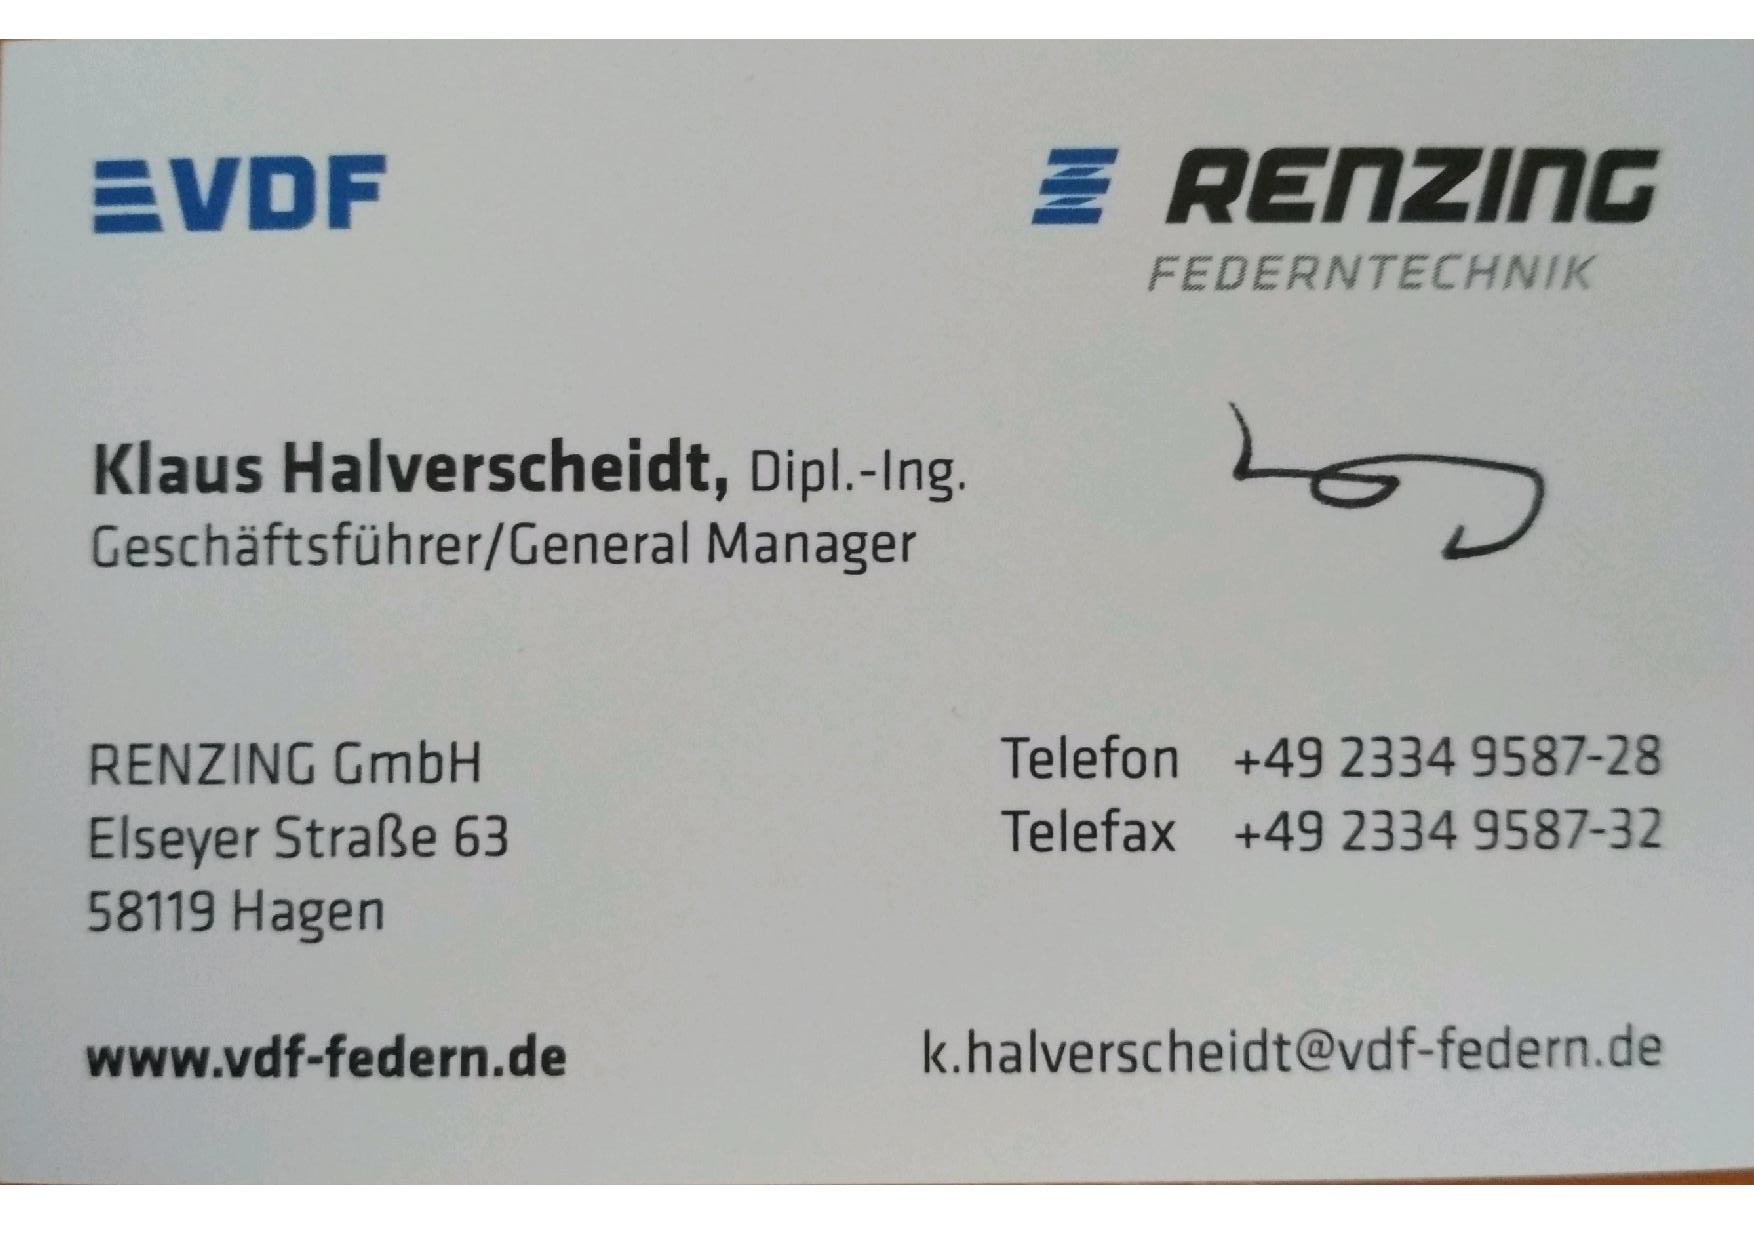 VDF
RENZING
FEDERNTECHNIK
Klaus Halverscheidt, Dipl.-Ing.
Geschäftsführer/General Manager
RENZING GmbH
Elseyer Straße 63
58119 Hagen
Telefon +49 2334 9587-28
Telefax +49 2334 9587-32
www.vdf-federn.de
k.halverscheidt@vdf-federn.de